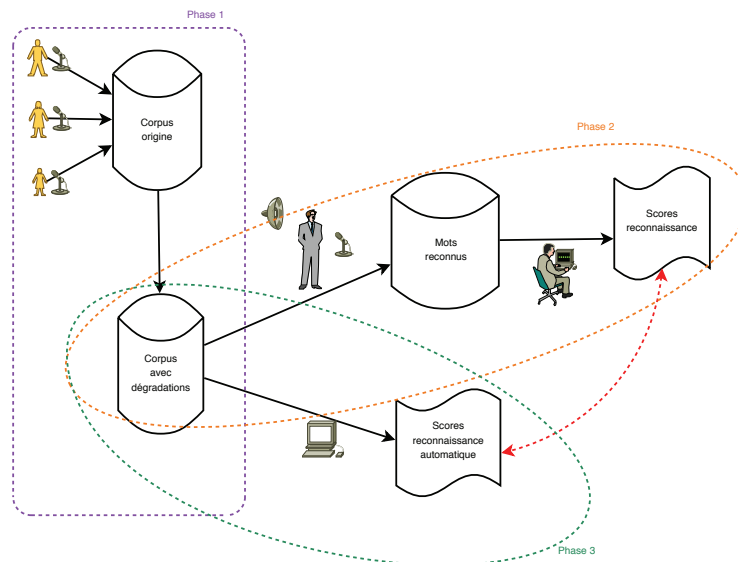 Phase 1
Corpus
origine
Phase 2
Scores
reconnaissance
Mots
reconnus
Corpus
avec
dégradations
Scores
reconnaissance
automatique
Phase 3